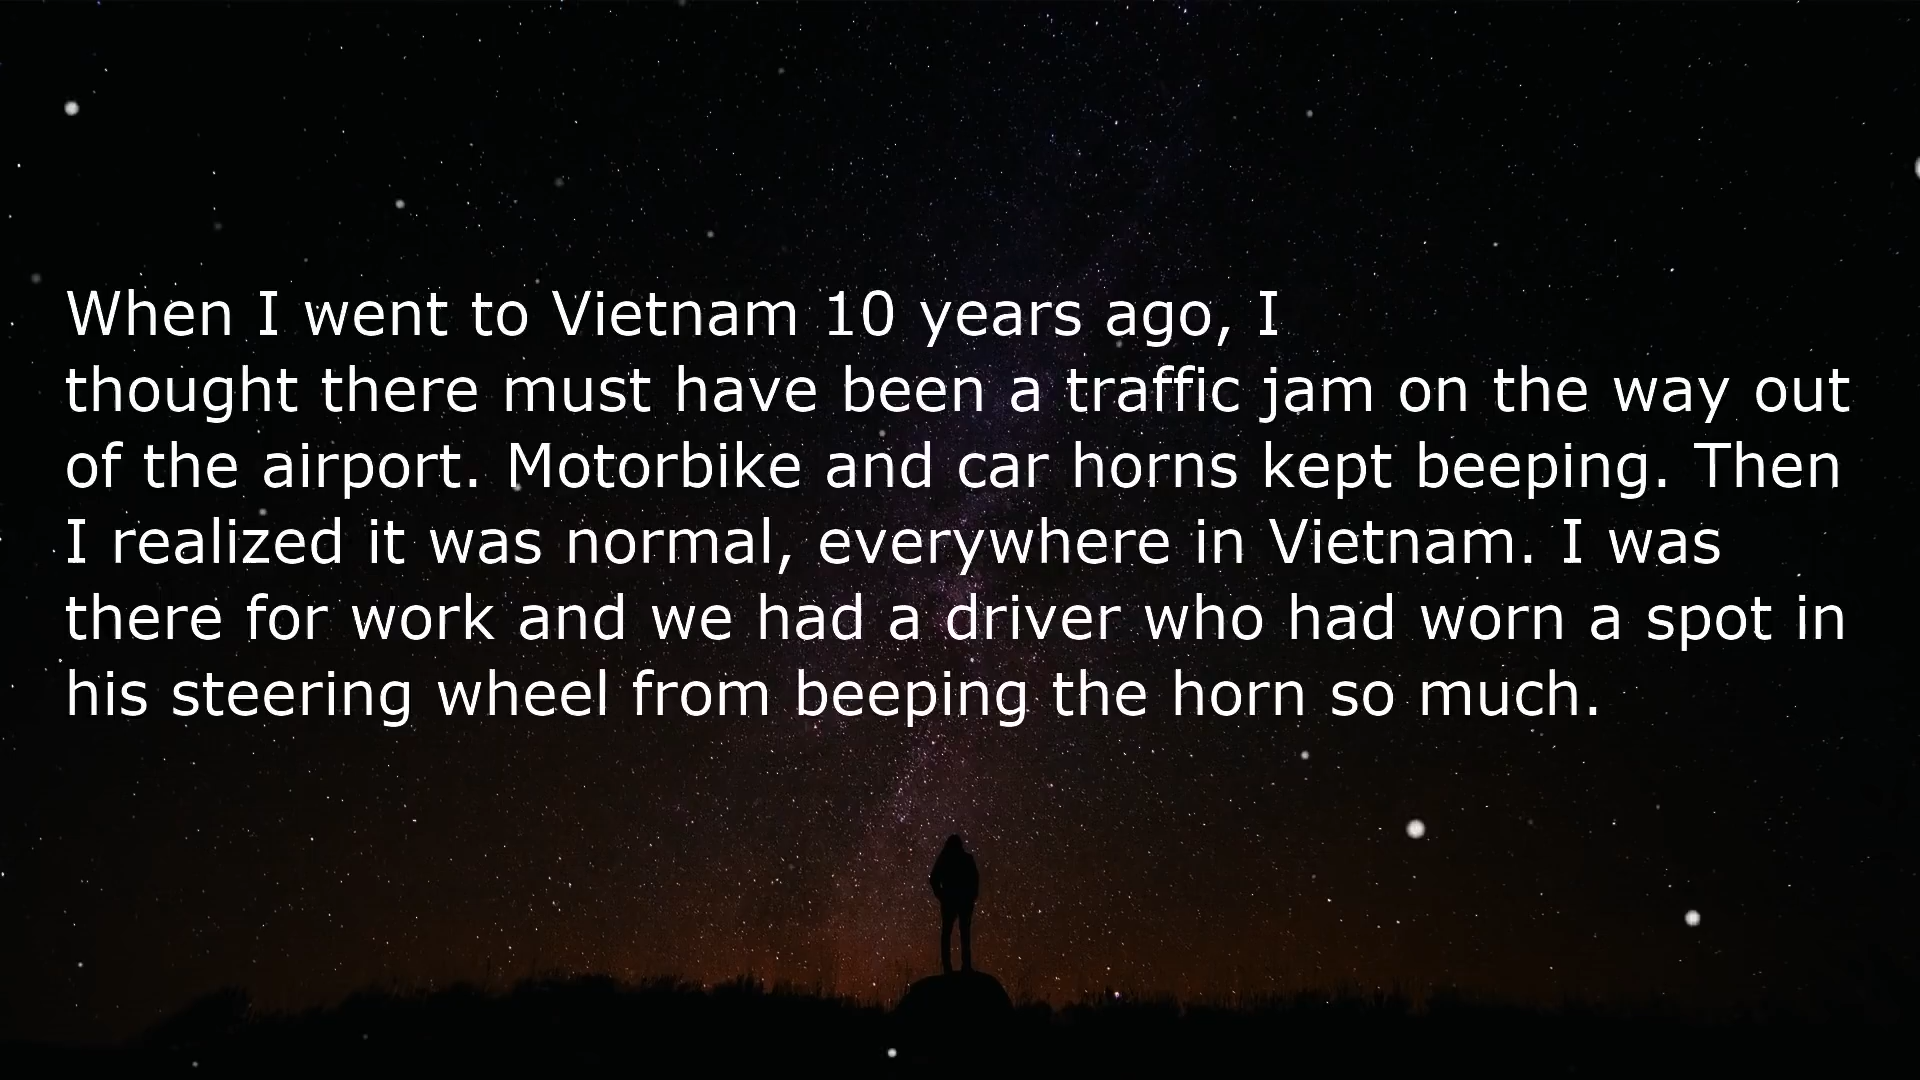 When I went to Vietnam 10 years ago, I
thought there must have been a traffic jam on the way out
of the airport. Motorbike and car horns kept beeping. Then
I realized it was normal, everywhere in Vietnam. I was
there for work and we had a driver who had worn a spot in
his steering wheel from beeping the horn so much.